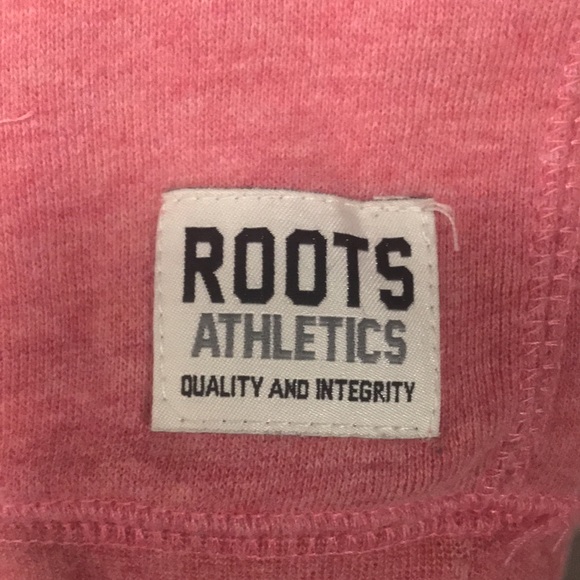 ROOTS
ATHLETICS
QUALITY AND INTEGRITY